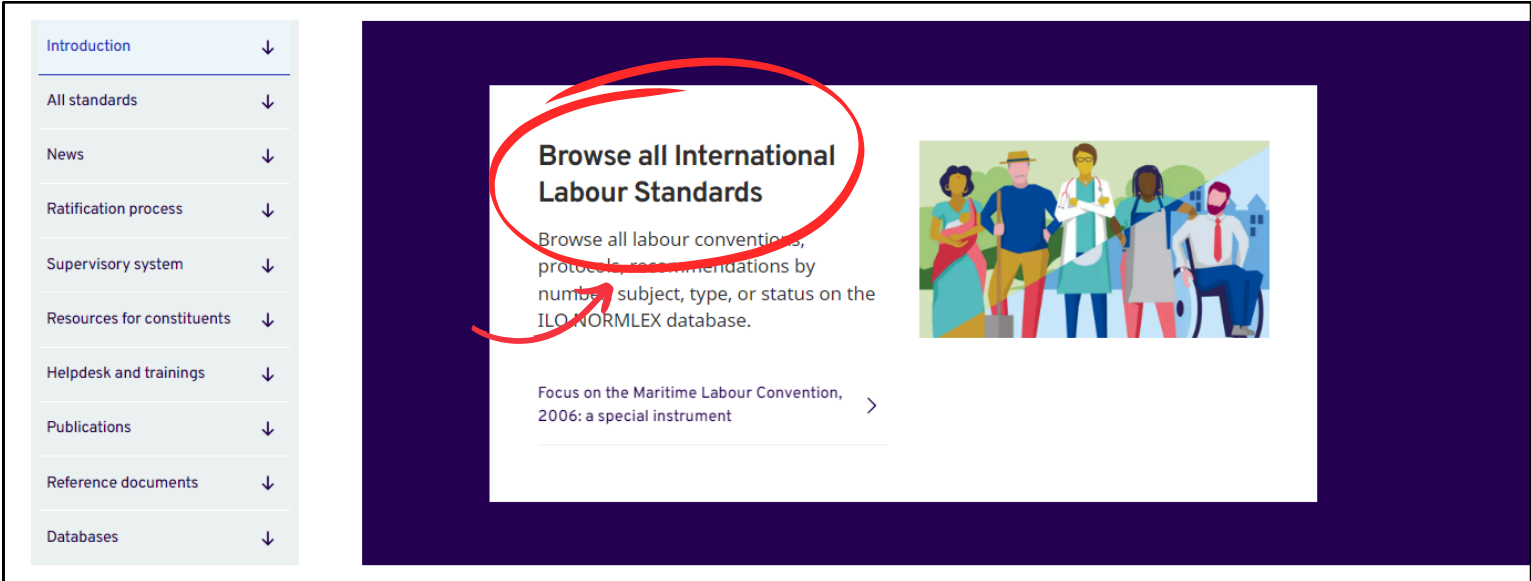 Introduction
All standards
News
Ratification process
Supervisory system
Resources for constituents
Helpdesk and trainings
Publications
Reference documents
Databases
Browse all International
Labour Standards
Browse all labour conventions,
protocols, recommendations by
number, subject, type, or status on the
ILO NORMLEX database.
Focus on the Maritime Labour Convention,
2006: a special instrument